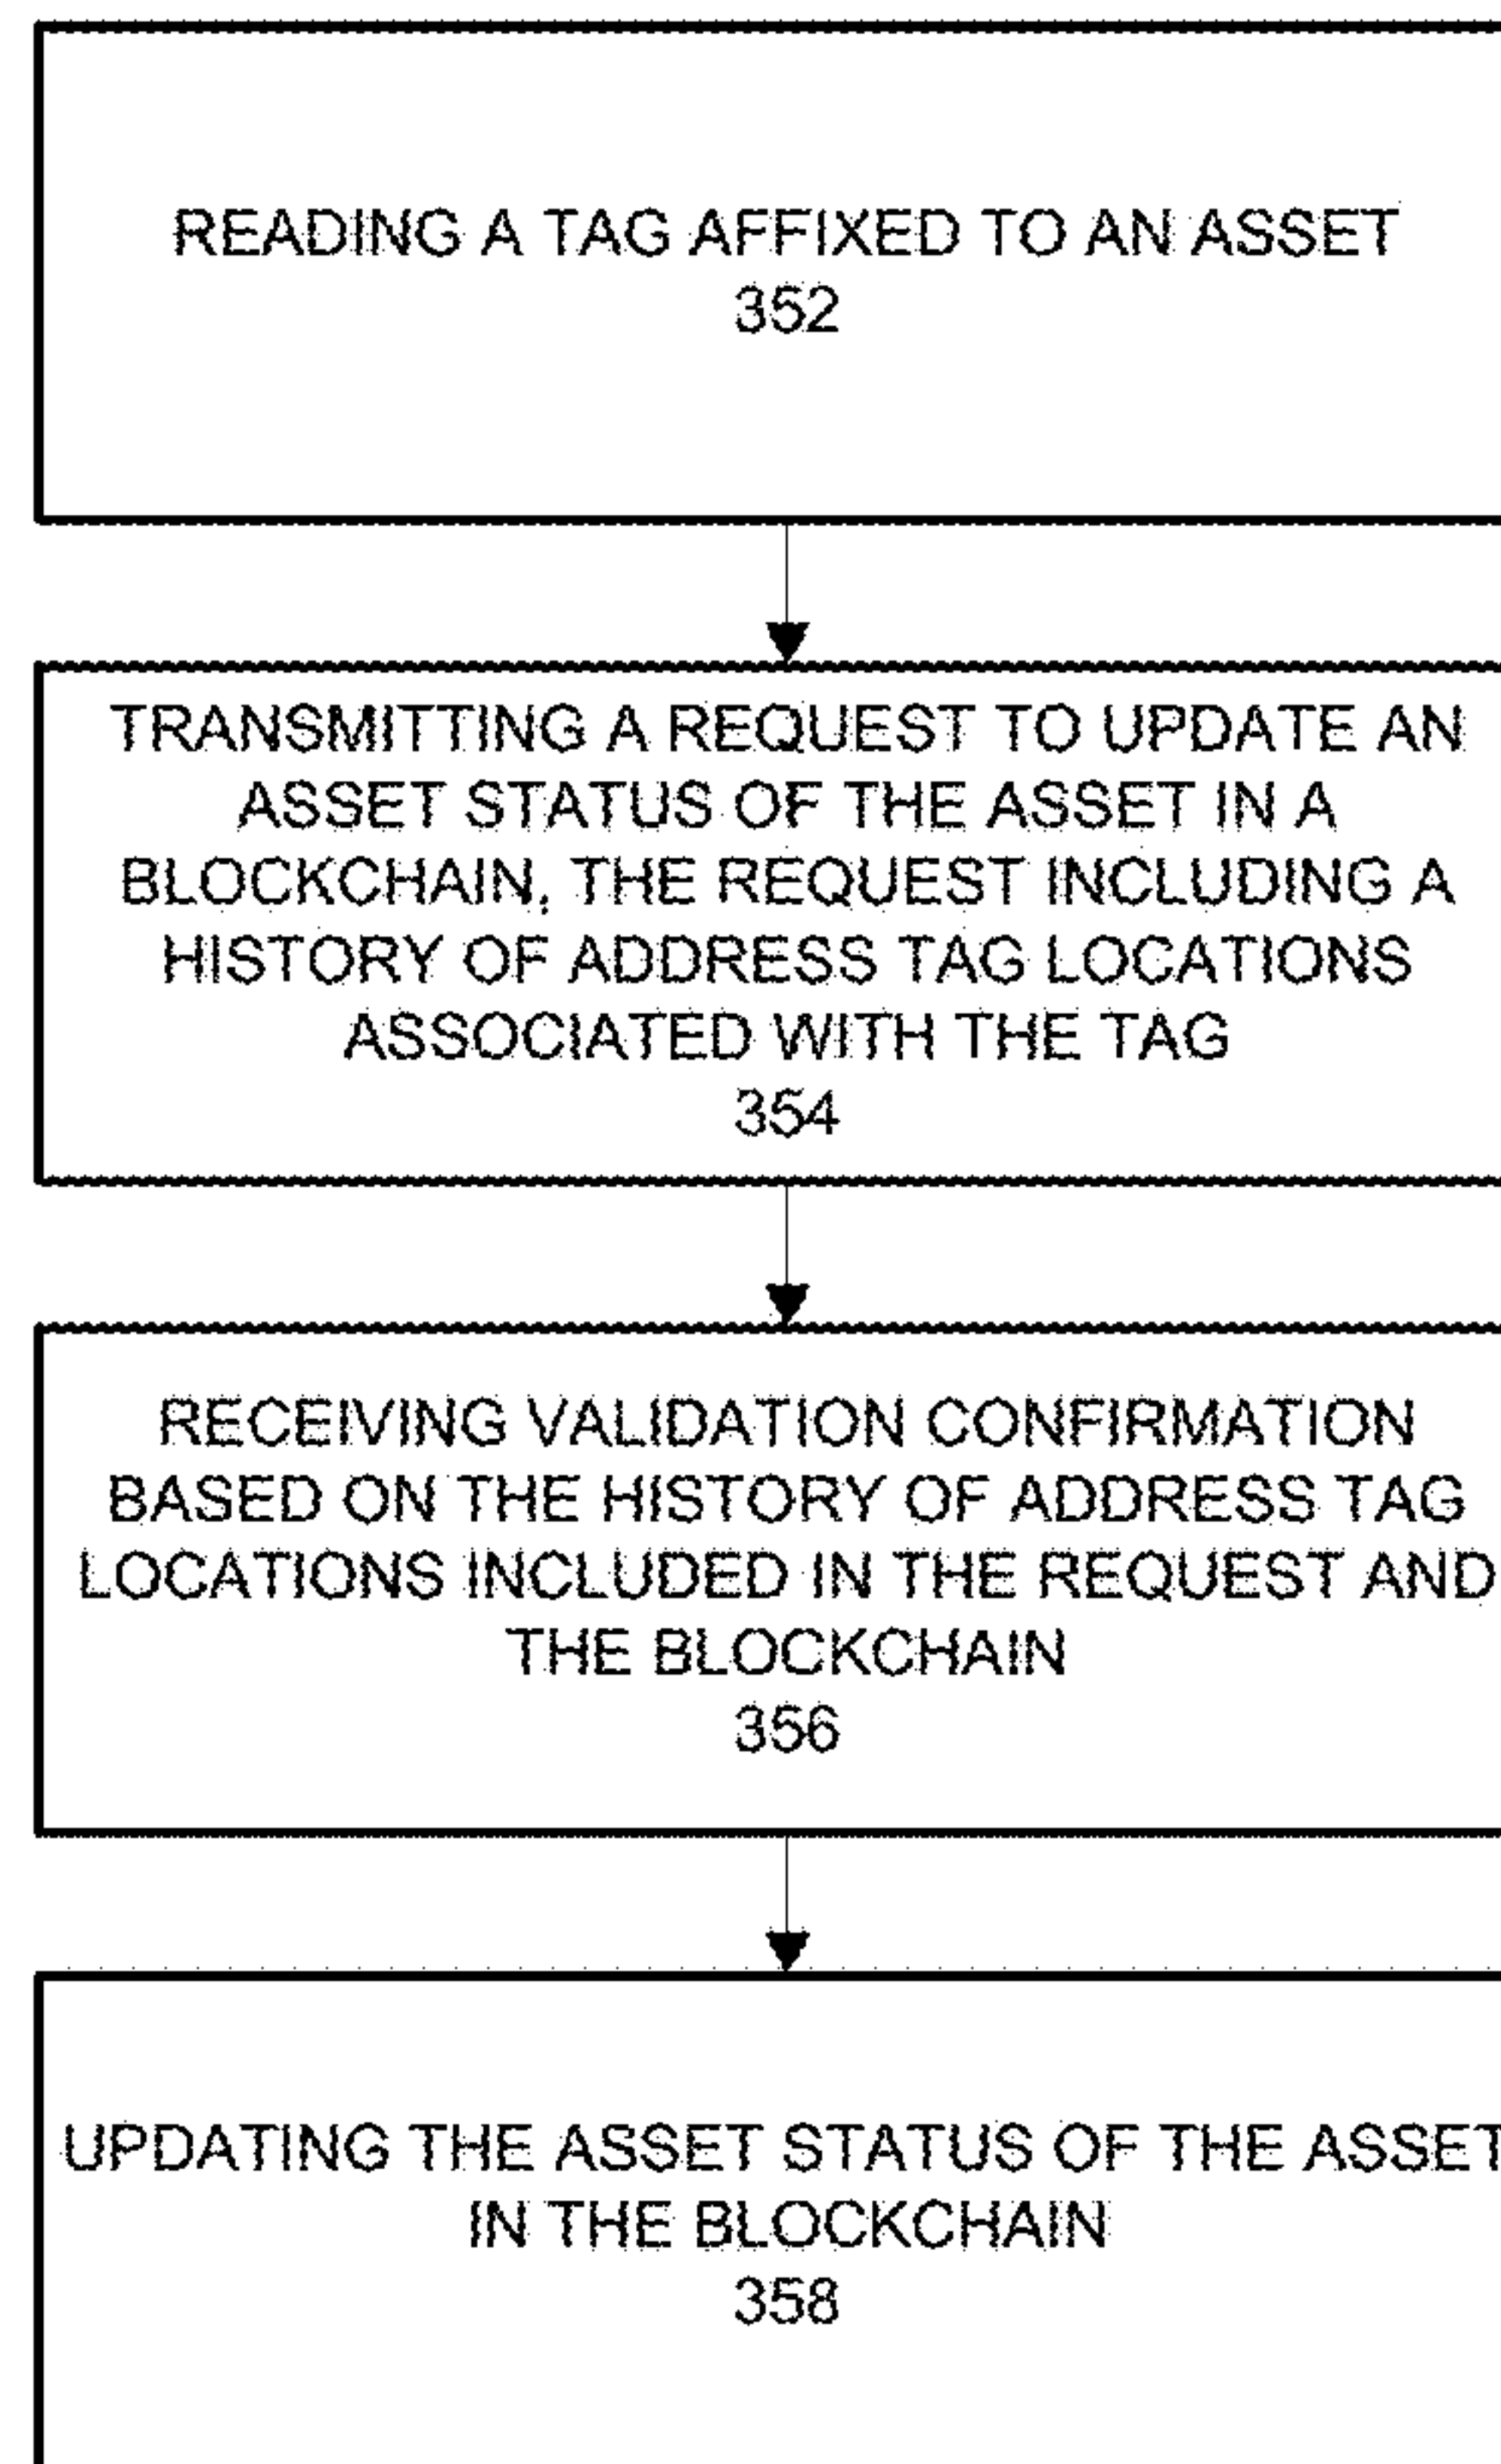 READING A TAG AFFIXED TO AN ASSET
352
TRANSMITTING A REQUEST TO UPDATE AN
ASSET STATUS OF THE ASSET IN A
BLOCKCHAIN, THE REQUEST INCLUDING A
HISTORY OF ADDRESS TAG LOCATIONS
ASSOCIATED WITH THE TAG
354
RECEIVING VALIDATION CONFIRMATION
BASED ON THE HISTORY OF ADDRESS TAG
LOCATIONS INCLUDED IN THE REQUEST AND
THE BLOCKCHAIN
356
UPDATING THE ASSET STATUS OF THE ASSET
IN THE BLOCKCHAIN
358